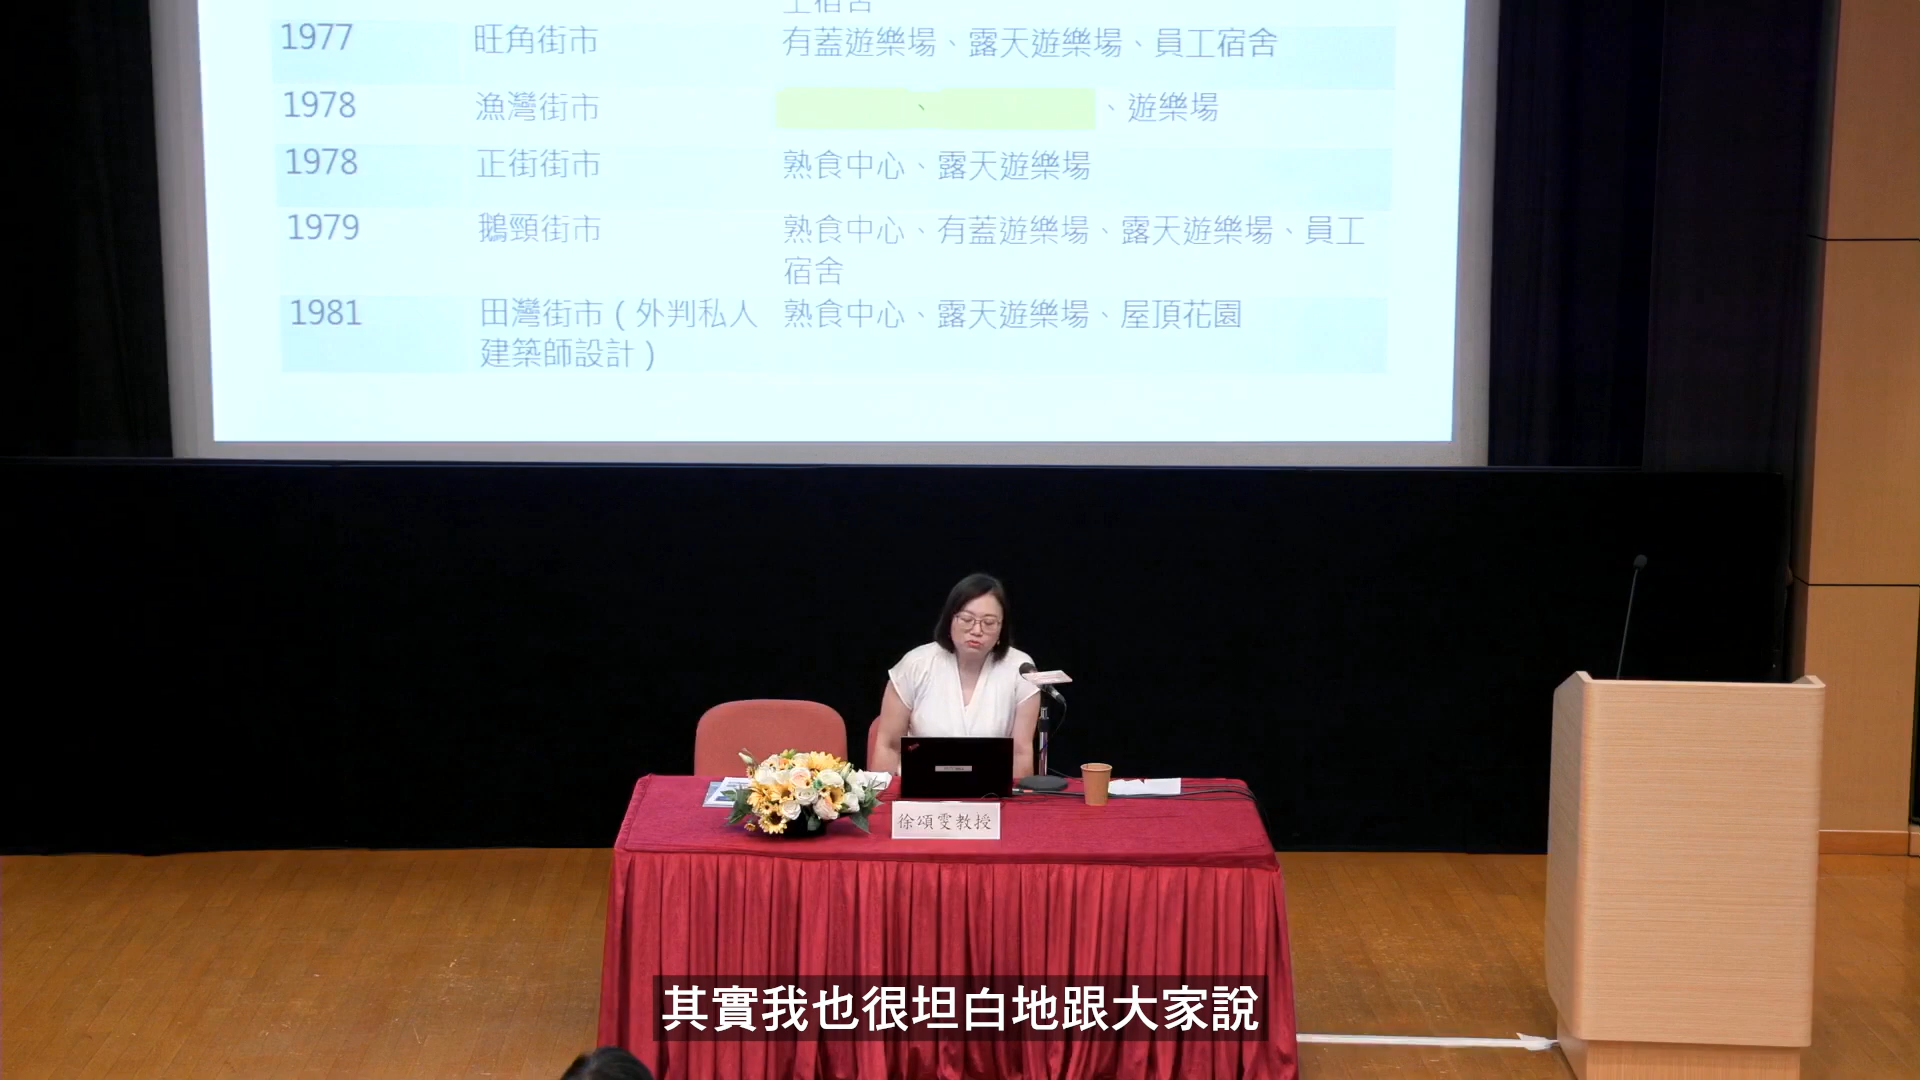 1977 旺角街市 有蓋遊樂場、露天遊樂場、員工宿舍
1978 漁灣街市 、 、遊樂場
1978 正街街市 熟食中心、露天遊樂場
1979 鵝頸街市 熟食中心、有蓋遊樂場、露天遊樂場、員工
宿舍
1981 田灣街市(外判私人 熟食中心、露天遊樂場、屋頂花園
建築師設計)
徐頌雯教授
其實我也很坦白地跟大家說